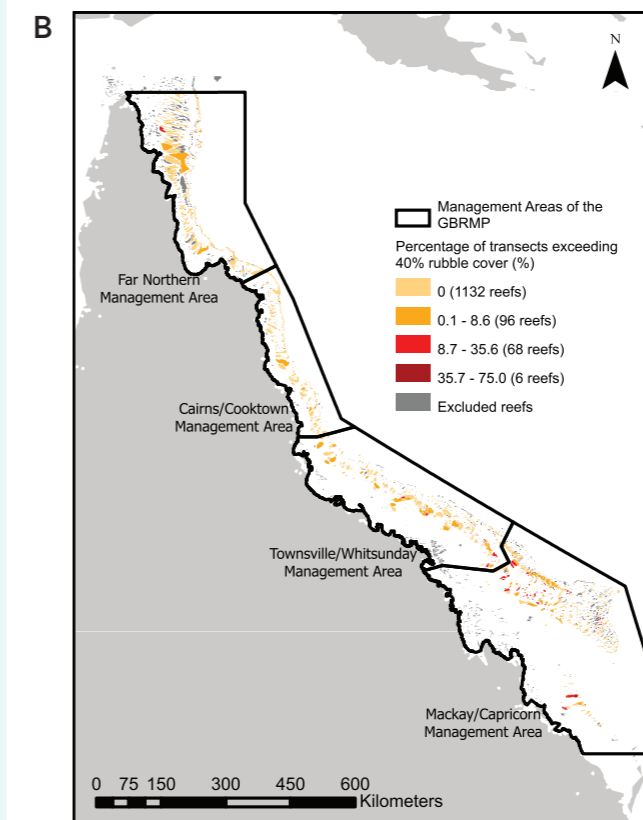 B
N
Management Areas of the
GBRMP
Percentage of transects exceeding
40% rubble cover (%)
0 (1132 reefs)
0.1 - 8.6 (96 reefs)
8.7 - 35.6 (68 reefs)
35.7 - 75.0 (6 reefs)
Excluded reefs
Far Northern
Management Area
Cairns/Cooktown
Management Area
Townsville/Whitsunday
Management Area
Mackay/Capricorn
Management Area
0 75 150 300 450 600
Kilometers